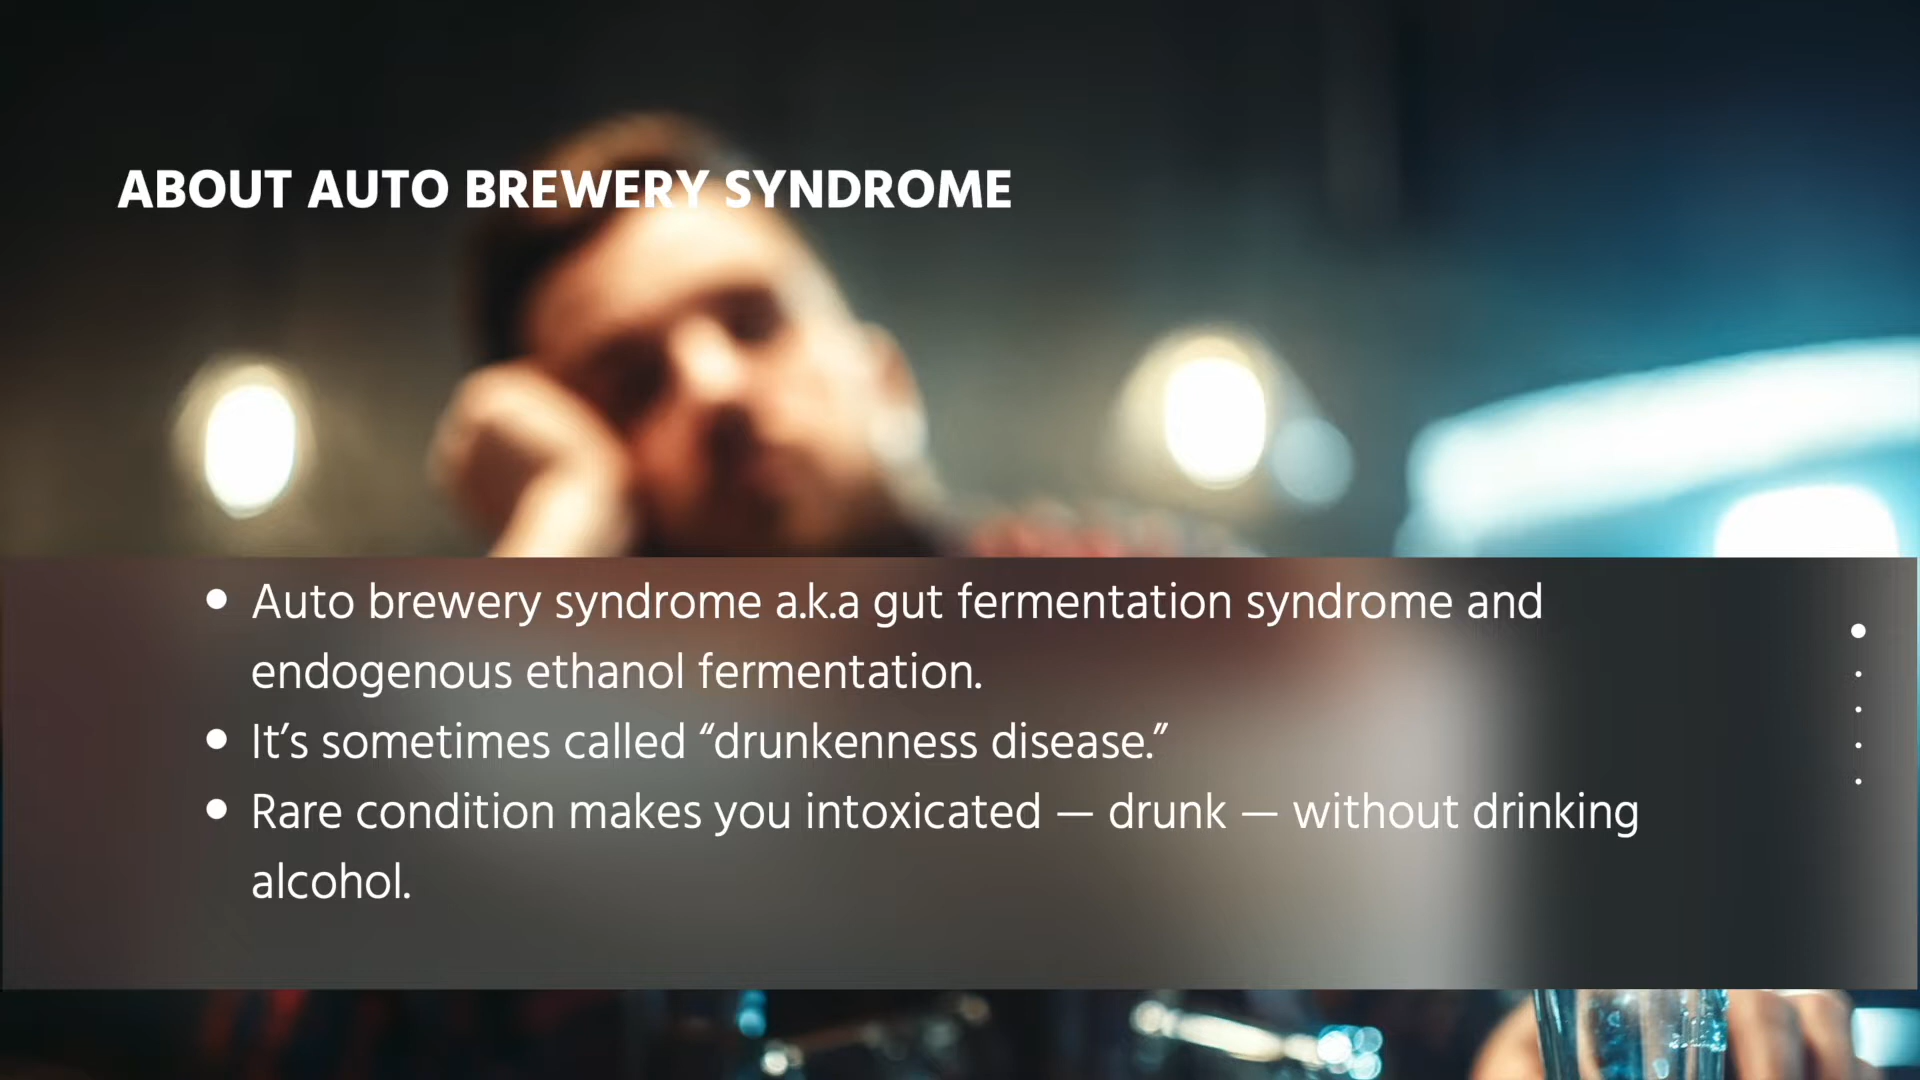 ABOUT AUTO BREWERY SYNDROME
• Auto brewery syndrome a.k.a gut fermentation syndrome and
endogenous ethanol fermentation.
• It’s sometimes called “drunkenness disease.”
• Rare condition makes you intoxicated — drunk — without drinking
alcohol.